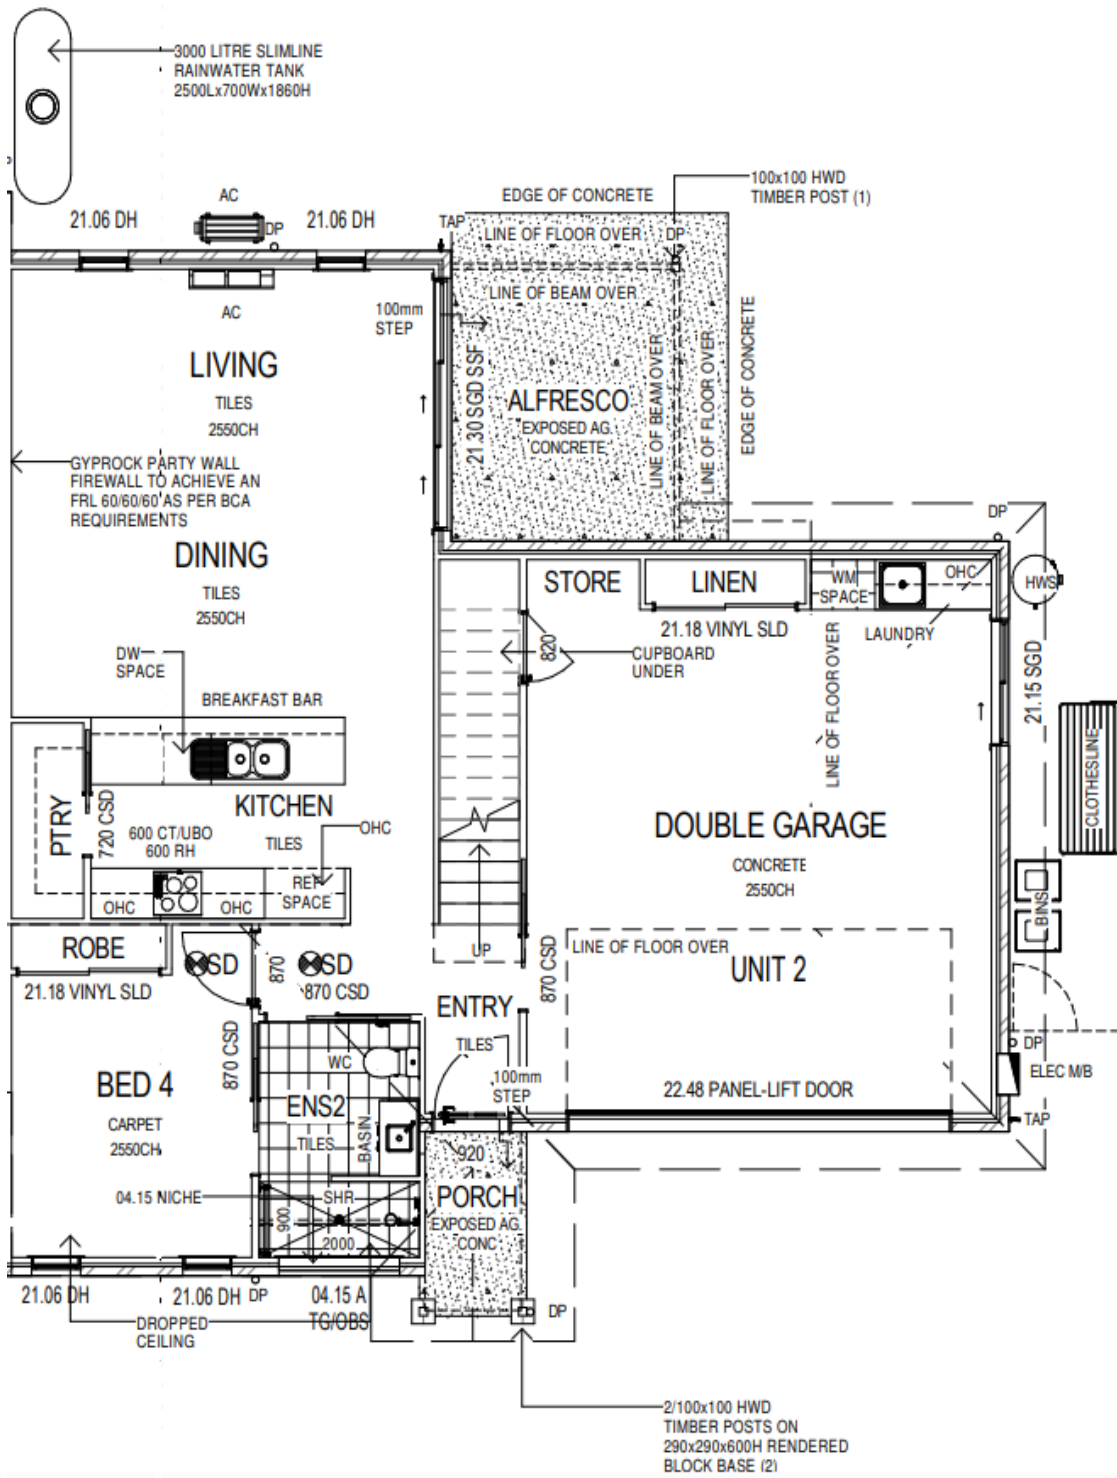 3000 LITRE SLIMLINE
RAINWATER TANK
2500Lx700Wx1860H
100x100 HWD
TIMBER POST (1)
EDGE OF CONCRETE
AC
21.06 DH
21.06 DH
DP
TAP
LINE OF FLOOR OVER
DP
LINE OF BEAM OVER
100mm
STEP
AC
LIVING
TILES
2550CH
21.30 SGD SSF
ALFRESCO
EXPOSED AG.
CONCRETE
LINE OF BEAM OVER
LINE OF FLOOR OVER
EDGE OF CONCRETE
GYPROCK PARTY WALL
FIREWALL TO ACHIEVE AN
FRL 60/60/60 AS PER BCA
REQUIREMENTS
DP
DINING
TILES
2550CH
STORE
LINEN
WM
SPACE
OHC
HWS
21.18 VINYL SLD
LAUNDRY
820
CUPBOARD
UNDER
DW
SPACE
BREAKFAST BAR
LINE OF FLOOR OVER
21.15 SGD
CLOTHESLINE
PTRY
720 CSD
KITCHEN
TILES
600 CT/UBO
600 RH
OHC
DOUBLE GARAGE
CONCRETE
2550CH
OHC
OHC
REF
SPACE
BINS
ROBE
SD
870
SD
870 CSD
UP
870 CSD
LINE OF FLOOR OVER
UNIT 2
21.18 VINYL SLD
ENTRY
TILES
870 CSD
WC
100mm
STEP
DP
ELEC M/B
BED 4
CARPET
2550CH
ENS2
TILES
BASIN
22.48 PANEL-LIFT DOOR
TAP
920
04.15 NICHE
SHR
900
2000
PORCH
EXPOSED AG.
CONC
21.06 DH
21.06 DH
DP
04.15 A
TG/OBS
DP
DROPPED
CEILING
2/100x100 HWD
TIMBER POSTS ON
290x290x600H RENDERED
BLOCK BASE (2)